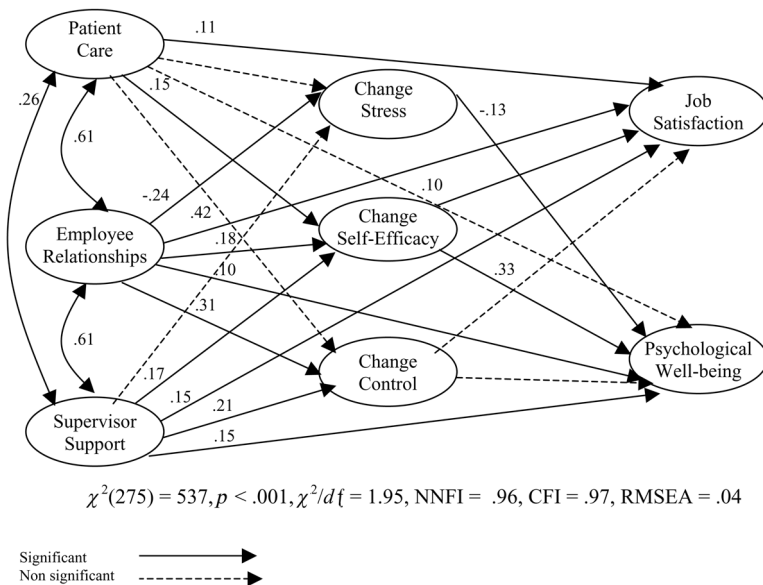 Patient
Care
.11
.26
.15
Change
Stress
-.13
Job
Satisfaction
.61
-.24
.42
.10
Employee
Relationships
.18
Change
Self-Efficacy
.10
.33
.31
.61
.17
Change
Control
Psychological
Well-being
.15
.21
Supervisor
Support
.15
χ²(275) = 537, p < .001, χ²/df = 1.95, NNFI = .96, CFI = .97, RMSEA = .04
Significant
Non significant